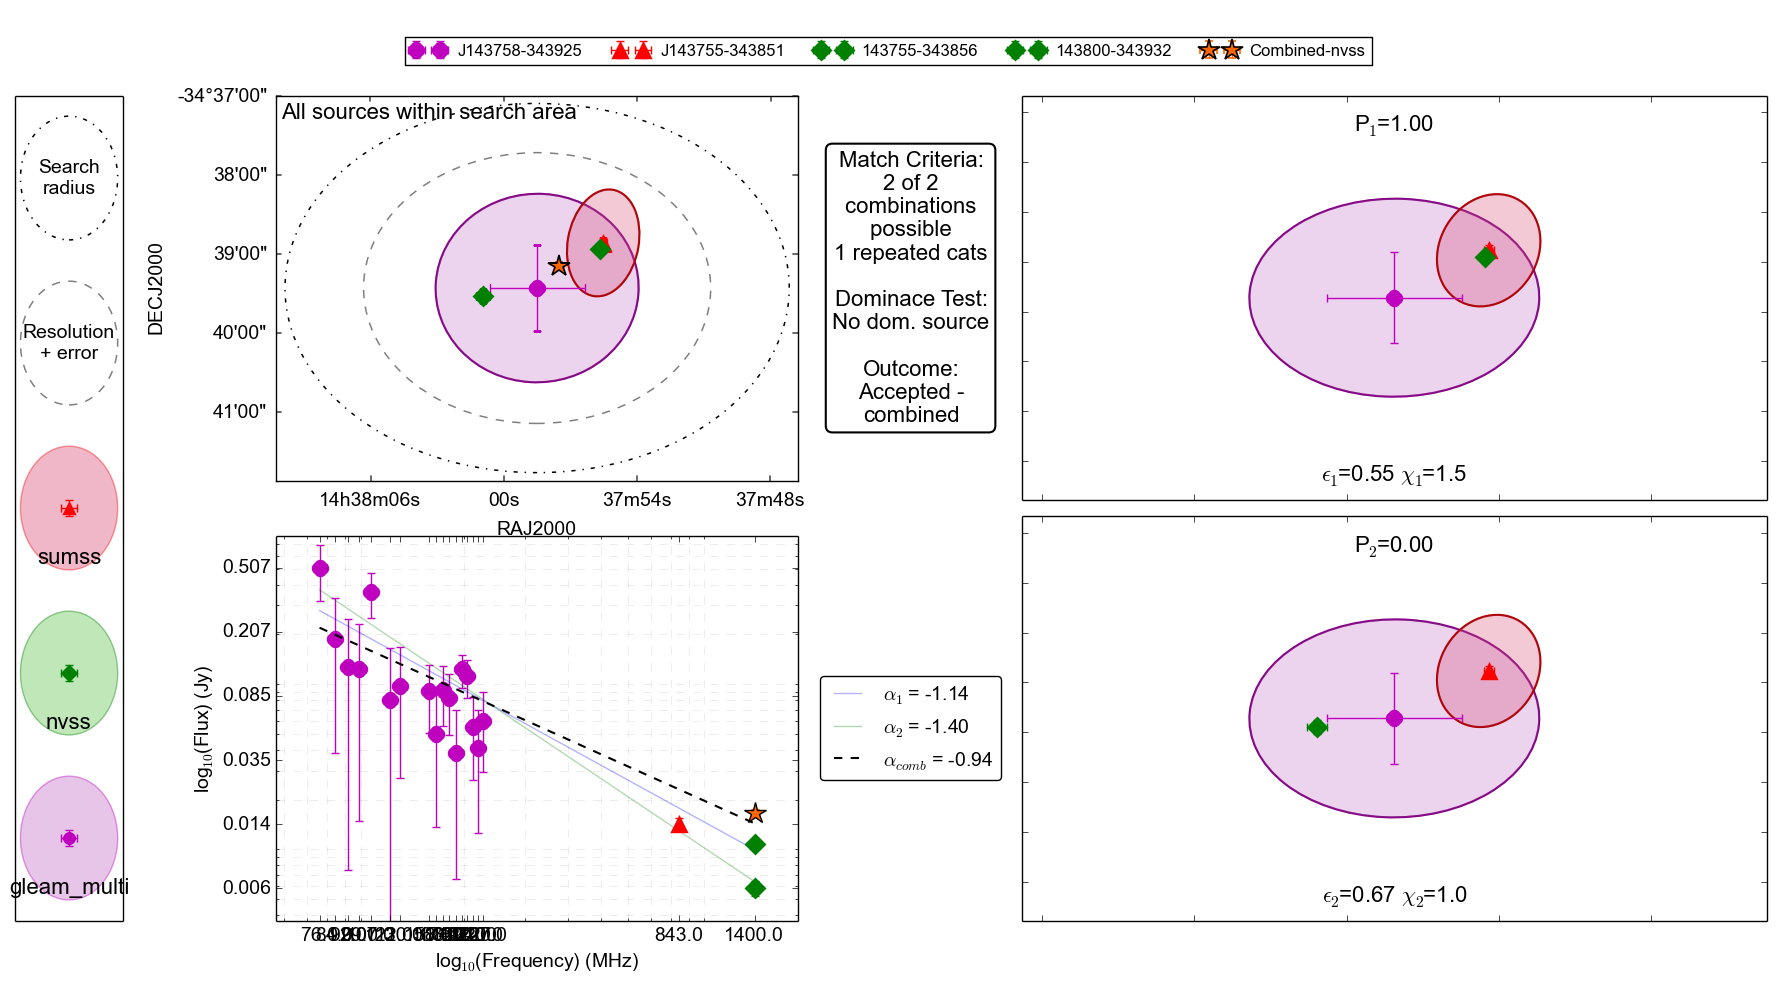 J143758-343925 J143755-343851 143755-343856 143800-343932 Combined-nvss
Search
radius
Resolution
+ error
sumss
nvss
gleam_multi
All sources within search area
-34°37'00"
38'00"
39'00"
40'00"
41'00"
DECJ2000
14h38m06s 00s 37m54s 37m48s
RAJ2000
Match Criteria:
2 of 2
combinations
possible
1 repeated cats
Dominace Test:
No dom. source
Outcome:
Accepted -
combined
P1=1.00
ϵ1=0.55 χ1=1.5
P2=0.00
ϵ2=0.67 χ2=1.0
0.507
0.207
0.085
0.035
0.014
0.006
log10(Flux) (Jy)
843.0 1400.0
log10(Frequency) (MHz)
α1 = -1.14
α2 = -1.40
αcomb = -0.94